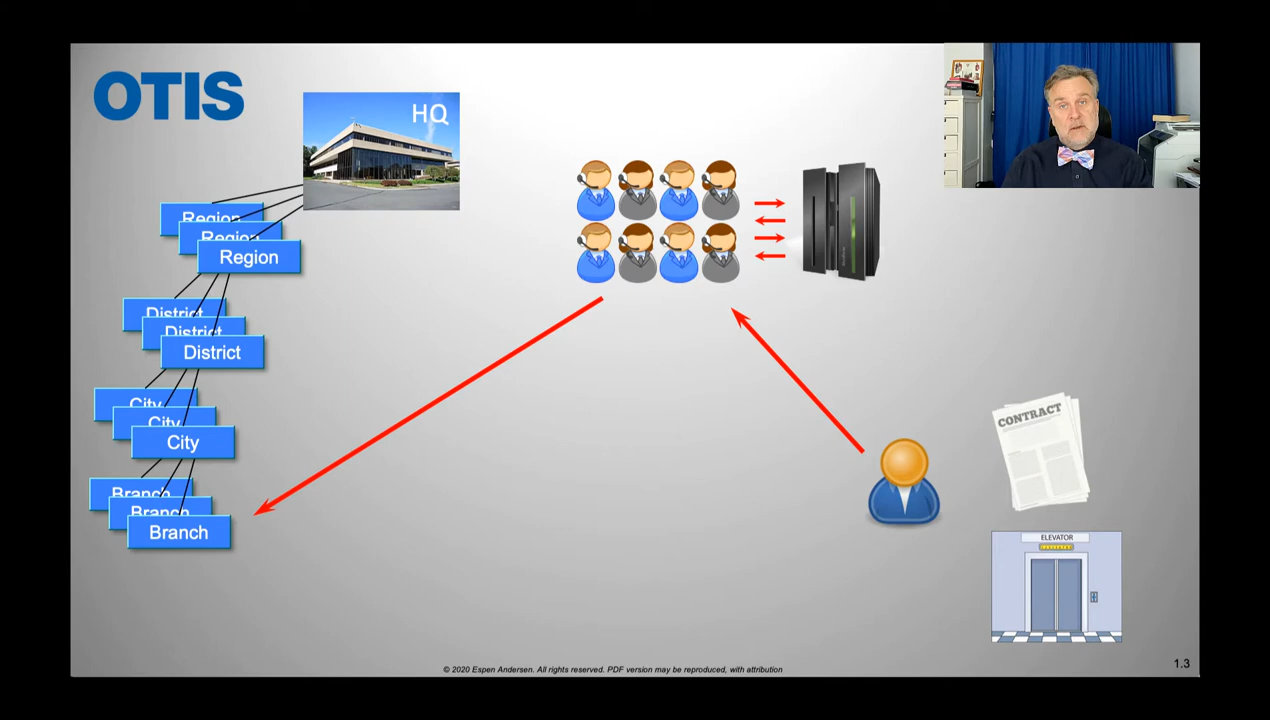 OTIS
HQ
Region
Region
Region
District
District
District
City
City
City
Branch
Branch
Branch
CONTRACT
ELEVATOR
© 2020 Espen Andersen. All rights reserved. PDF version may be reproduced, with attribution
1.3